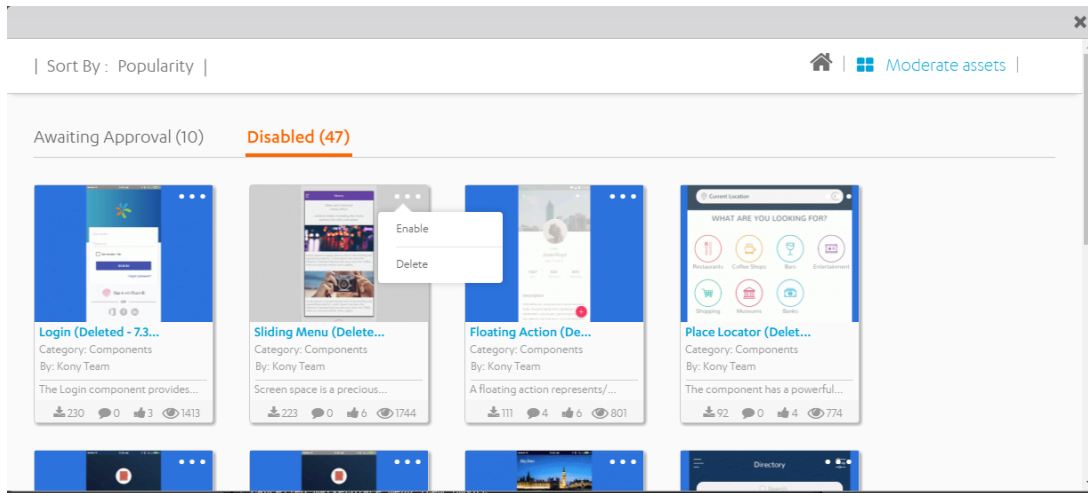 | Sort By : Popularity |
| Moderate assets |
Awaiting Approval (10) Disabled (47)
Enable
Delete
WHAT ARE YOU LOOKING FOR?
Current Location
Restaurants Coffee Shops Bars Entertainment
Shopping Museums Banks
Login (Deleted - 7.3...
Category: Components
By: Kony Team
The Login component provides...
230 0 3 1413
Sliding Menu (Delete...
Category: Components
By: Kony Team
Screen space is a precious...
223 0 6 1744
Floating Action (De...
Category: Components
By: Kony Team
A floating action represents/...
111 4 6 801
Place Locator (Delet...
Category: Components
By: Kony Team
The component has a powerful...
92 0 4 774
Directory
Search